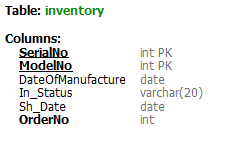 Table: inventory
Columns:
SerialNo int PK
ModelNo int PK
DateOfManufacture date
In_Status varchar(20)
Sh_Date date
OrderNo int